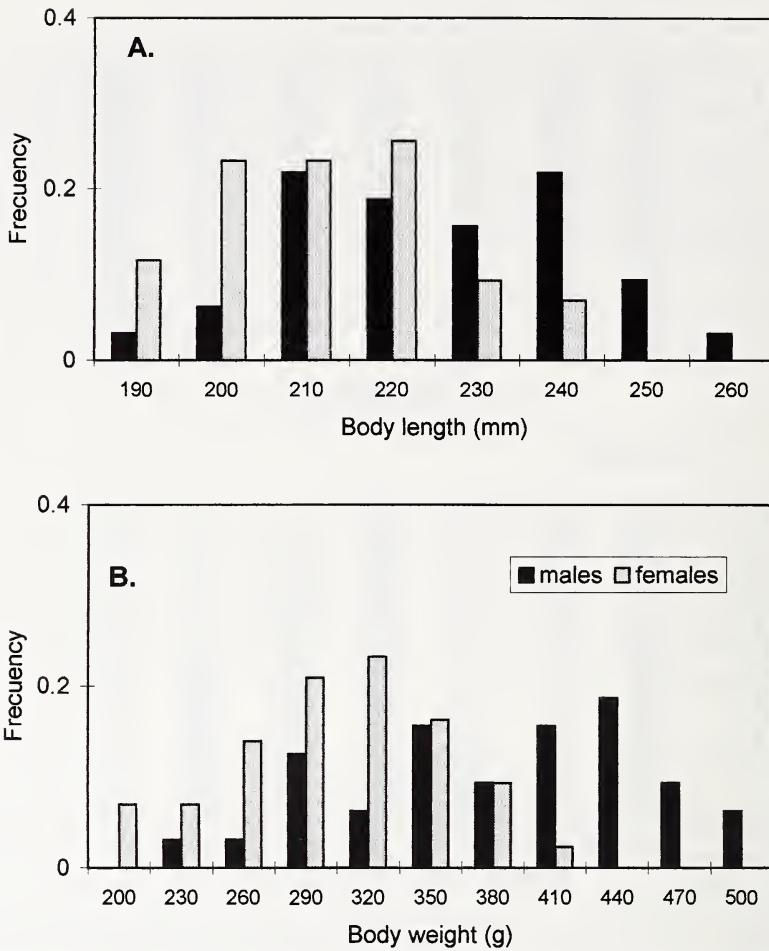 0.4
A.
Frecuency
0.2
0
190 200 210 220 230 240 250 260
Body length (mm)
0.4
B.
males females
Frecuency
0.2
0
200 230 260 290 320 350 380 410 440 470 500
Body weight (g)